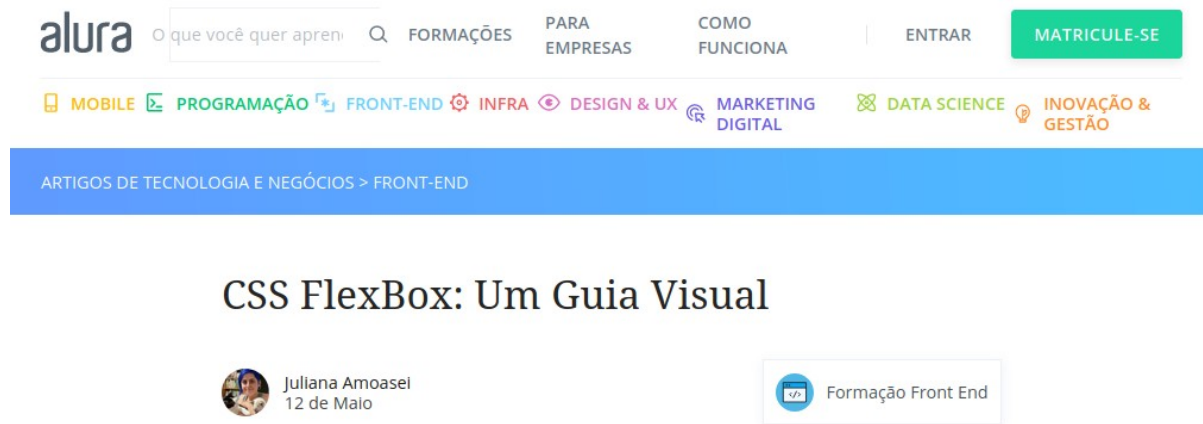 alura
O que você quer apren
FORMAÇÕES
PARA
EMPRESAS
COMO
FUNCIONA
ENTRAR
MATRICULE-SE
MOBILE
PROGRAMAÇÃO
FRONT-END
INFRA
DESIGN & UX
MARKETING
DIGITAL
DATA SCIENCE
INOVAÇÃO &
GESTÃO
ARTIGOS DE TECNOLOGIA E NEGÓCIOS > FRONT-END
CSS FlexBox: Um Guia Visual
Juliana Amoasei
12 de Maio
Formação Front End